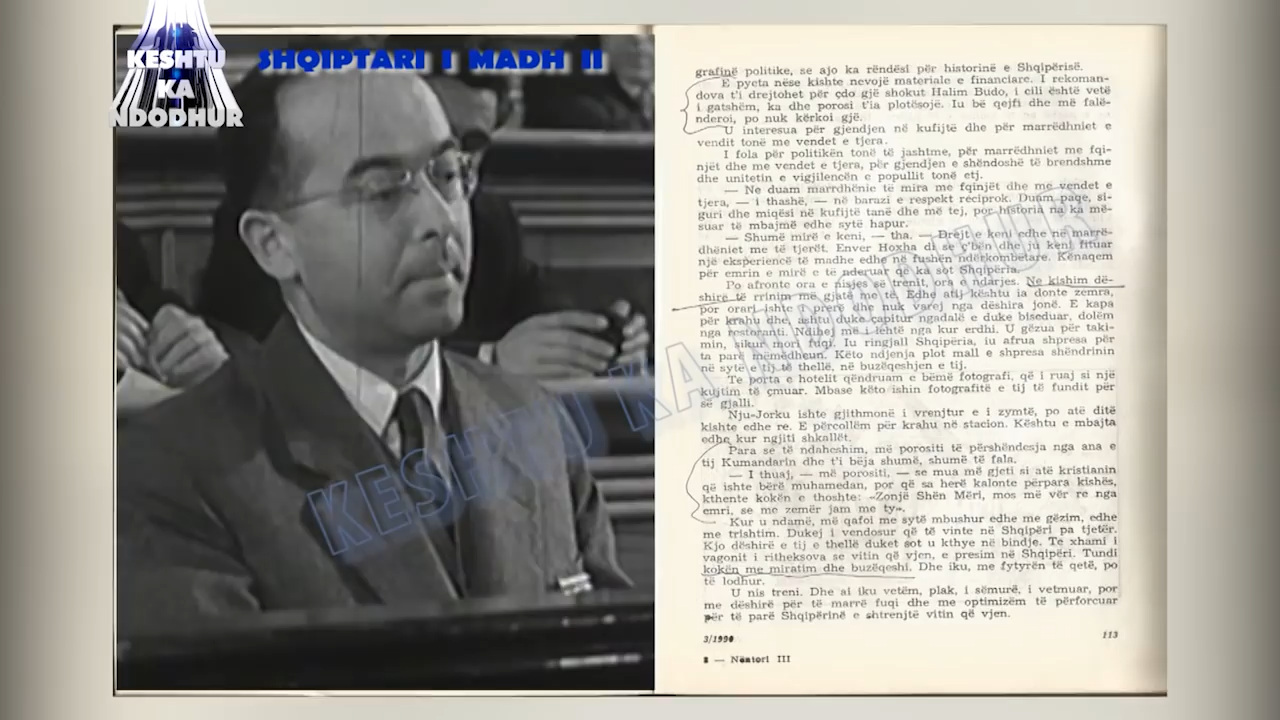 KESHTU
KA
NDODHUR
SHQIPTARI I MADH II
grafinë politike, se ajo ka rëndësi për historinë e Shqipërisë.
E pyeta nëse kishte nevojë materiale e financiare. I rekoman-
dova t'i drejtohet për çdo gjë shokut Halim Budo, i cili është vetë
i gatshëm, ka dhe porosi t'ia plotësojë. Iu bë qejfi dhe më falë-
nderoi, po nuk kërkoi gjë.
U interesua për gjendjen në kufijtë dhe për marrëdhniet e
vendit tonë me vendet e tjera.
I fola për politikën tonë të jashtme, për marrëdhniet me fqi-
njët dhe me vendet e tjera, për gjendjen e shëndoshë të brendshme
dhe unitetin e vigjilencën e popullit tonë etj.
— Ne duam marrdhënie të mira me fqinjët dhe me vendet e
tjera, — i thashë, — në barazi e respekt reciprok. Duam paqe, si-
guri dhe miqësi në kufijtë tanë dhe më tej, por historia na ka më-
suar të mbajmë edhe sytë hapur.
— Shumë mirë e keni, — tha. — Drejt e keni edhe në marrë-
dhëniet me të tjerët. Enver Hoxha di se ç'bën dhe ju keni fituar
një eksperiencë të madhe edhe në fushën ndërkombëtare. Kënaqem
për emrin e mirë e të nderuar që ka sot Shqipëria.
Po afronte ora e nisjes së trenit, ora e ndarjes. Ne kishim dë-
shirë të rrinim më gjatë me të. Edhe atij kështu ia donte zemra,
por orari ishte i prerë dhe nuk varej nga dëshira jonë. E kapa
për krahu dhe ashtu duke çapitur ngadalë e duke biseduar, dolëm
nga restoranti. Ndihej më i lehtë nga kur erdhi. U gëzua për taki-
min, sikur mori fuqi. Iu ringjall Shqipëria, iu afrua shpresa për
ta parë mëmëdheun. Këto ndjenja plot mall e shpresa shëndrinin
në sytë e tij të thellë, në buzëqeshjen e tij.
Te porta e hotelit qëndruam e bëmë fotografi, që i ruaj si një
kujtim të çmuar. Mbase këto ishin fotografitë e tij të fundit për
së gjalli.
Nju-Jorku ishte gjithmonë i vrenjtur e i zymtë, po atë ditë
kishte edhe re. E përcollëm për krahu në stacion. Kështu e mbajta
edhe kur ngjiti shkallët.
Para se të ndaheshim, më porositi të përshëndesja nga ana e
tij Kumandarin dhe t'i bëja shumë, shumë të fala.
— I thuaj, — më porositi, — se mua më gjeti si atë kristianin
që ishte bërë muhamedan, por që sa herë kalonte përpara kishës,
kthente kokën e thoshte: «Zonjë Shën Mëri, mos më vër re nga
emri, se me zemër jam me ty».
Kur u ndamë, më qafoi me sytë mbushur edhe me gëzim, edhe
me trishtim. Dukej i vendosur që të vinte në Shqipëri pa tjetër.
Kjo dëshirë e tij e thellë duket sot u kthye në bindje. Te xhami i
vagonit i ritheksova se vitin që vjen, e presim në Shqipëri. Tundi
kokën me miratim dhe buzëqeshi. Dhe iku, me fytyrën të qetë, po
të lodhur.
U nis treni. Dhe ai iku vetëm, plak, i sëmurë, i vetmuar, por
me dëshirë për të marrë fuqi dhe me optimizëm të përforcuar
për të parë Shqipërinë e shtrenjtë vitin që vjen.
3/1990
113
8 — Nëntori III
KESHTU KA NDODHUR